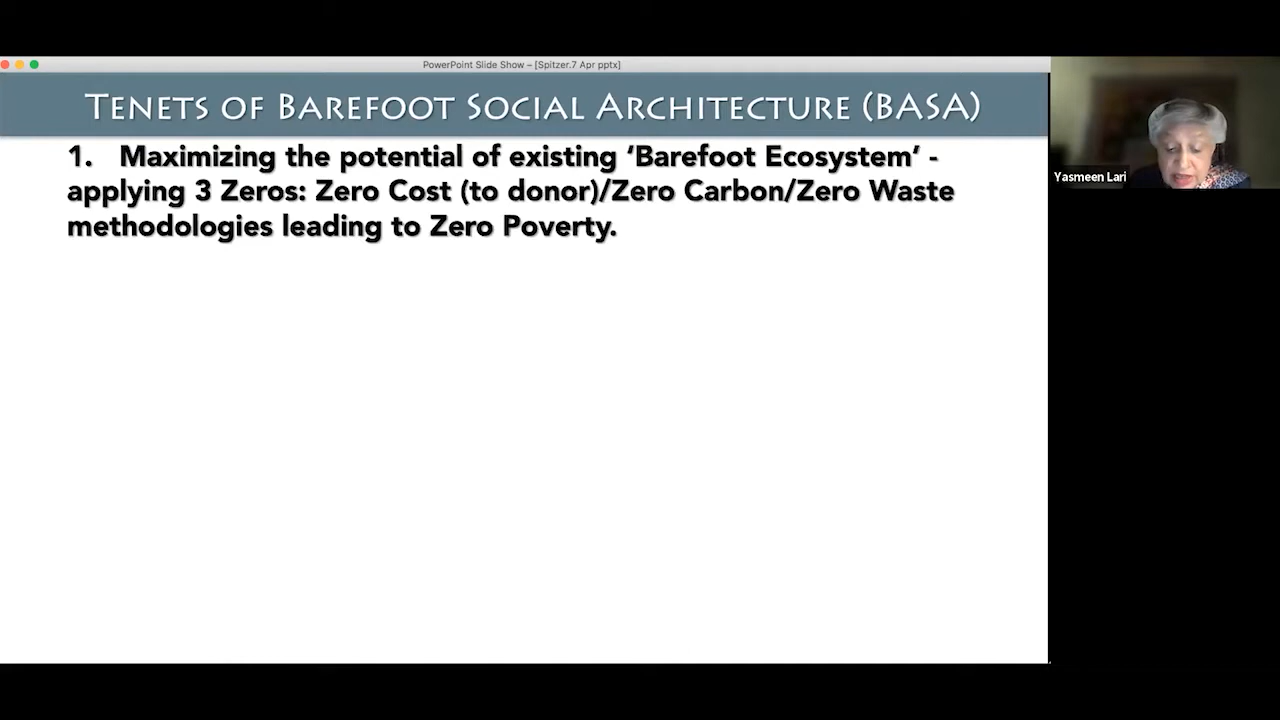 PowerPoint Slide Show – [Spitzer.7 Apr pptx]
TENETS OF BAREFOOT SOCIAL ARCHITECTURE (BASA)
1. Maximizing the potential of existing ‘Barefoot Ecosystem‘ -
applying 3 Zeros: Zero Cost (to donor)/Zero Carbon/Zero Waste
methodologies leading to Zero Poverty.
Yasmeen Lari